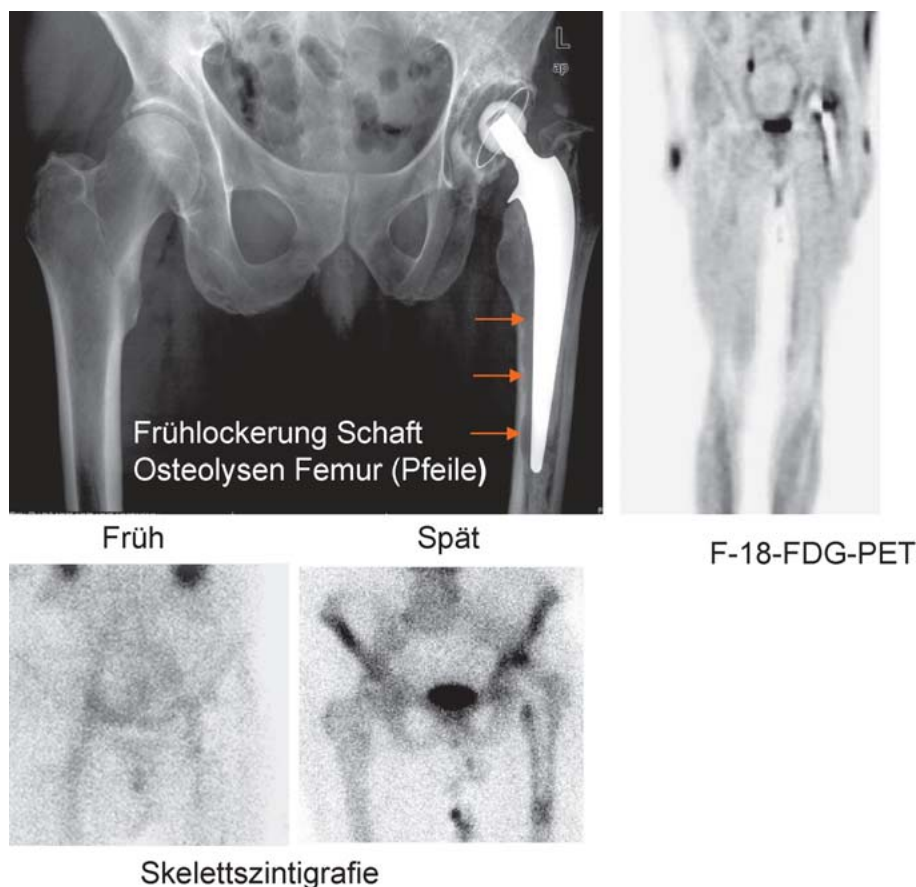 L
ap
Frühlockerung Schaft
Osteolysen Femur (Pfeile)
Früh
Spät
F-18-FDG-PET
Skelettszintigrafie